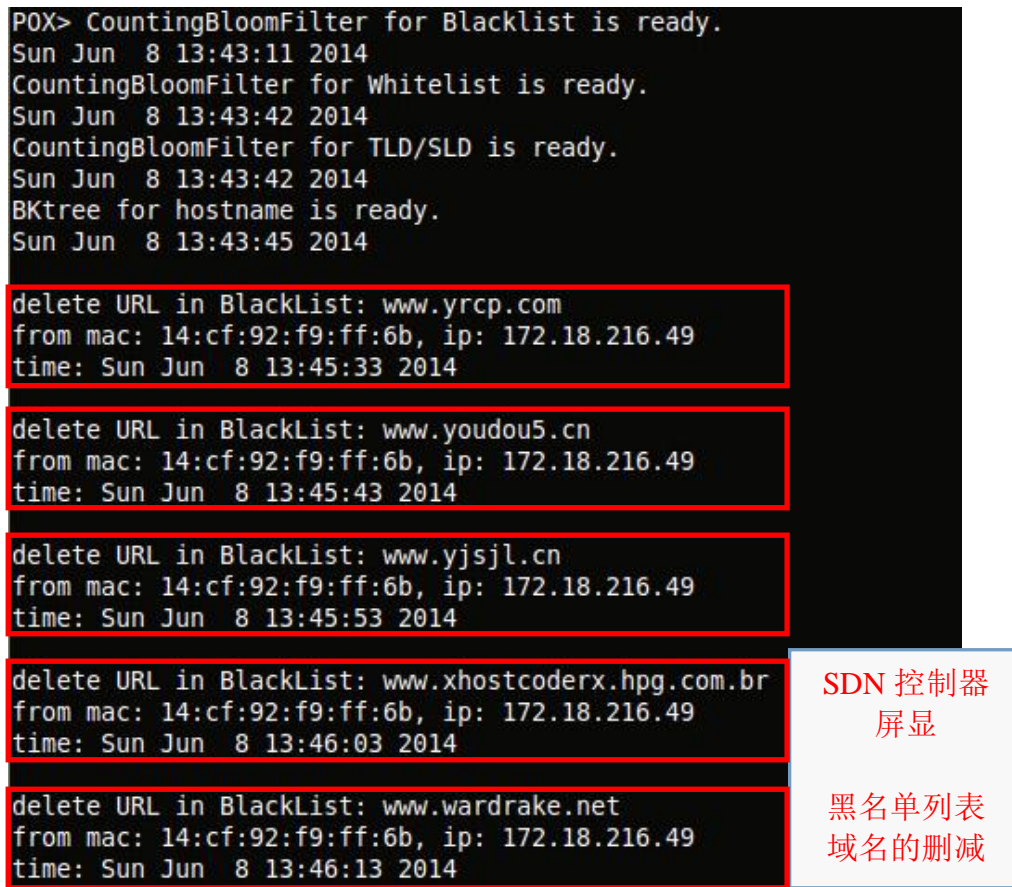 POX> CountingBloomFilter for Blacklist is ready.
Sun Jun  8 13:43:11 2014
CountingBloomFilter for Whitelist is ready.
Sun Jun  8 13:43:42 2014
CountingBloomFilter for TLD/SLD is ready.
Sun Jun  8 13:43:42 2014
BKtree for hostname is ready.
Sun Jun  8 13:43:45 2014
delete URL in BlackList: www.yrcp.com
from mac: 14:cf:92:f9:ff:6b, ip: 172.18.216.49
time: Sun Jun  8 13:45:33 2014
delete URL in BlackList: www.youdou5.cn
from mac: 14:cf:92:f9:ff:6b, ip: 172.18.216.49
time: Sun Jun  8 13:45:43 2014
delete URL in BlackList: www.yjsjl.cn
from mac: 14:cf:92:f9:ff:6b, ip: 172.18.216.49
time: Sun Jun  8 13:45:53 2014
delete URL in BlackList: www.xhostcoderx.hpg.com.br
from mac: 14:cf:92:f9:ff:6b, ip: 172.18.216.49
time: Sun Jun  8 13:46:03 2014
delete URL in BlackList: www.wardrake.net
from mac: 14:cf:92:f9:ff:6b, ip: 172.18.216.49
time: Sun Jun  8 13:46:13 2014
SDN 控制器
屏显
黑名单列表
域名的删减